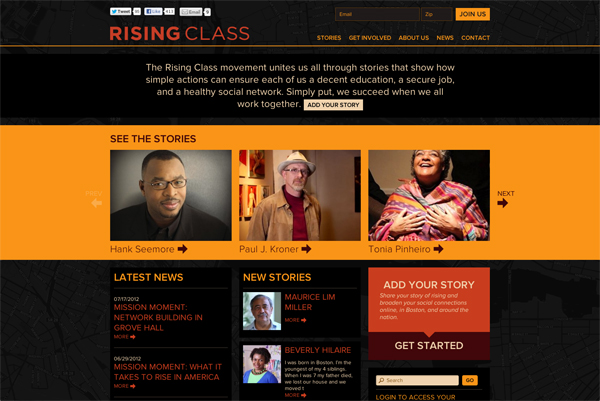 Tweet 56 Like 413 Email 9
Email Zip JOIN US
RISING CLASS
STORIES GET INVOLVED ABOUT US NEWS CONTACT
The Rising Class movement unites us all through stories that show how
simple actions can ensure each of us a decent education, a secure job,
and a healthy social network. Simply put, we succeed when we all
work together. ADD YOUR STORY
SEE THE STORIES
PREV
NEXT
Hank Seemore
Paul J. Kroner
Tonia Pinheiro
LATEST NEWS
07/17/2012
MISSION MOMENT:
NETWORK BUILDING IN
GROVE HALL
MORE
06/29/2012
MISSION MOMENT: WHAT IT
TAKES TO RISE IN AMERICA
MORE
NEW STORIES
MAURICE LIM
MILLER
MORE
BEVERLY HILAIRE
I was born in Boston. I'm the
youngest of my 4 siblings.
When I was 7 my father died,
we lost our house and we
moved t
MORE
ADD YOUR STORY
Share your story of rising and
broaden your social connections
online, in Boston, and around the
nation.
GET STARTED
Search GO
LOGIN TO ACCESS YOUR